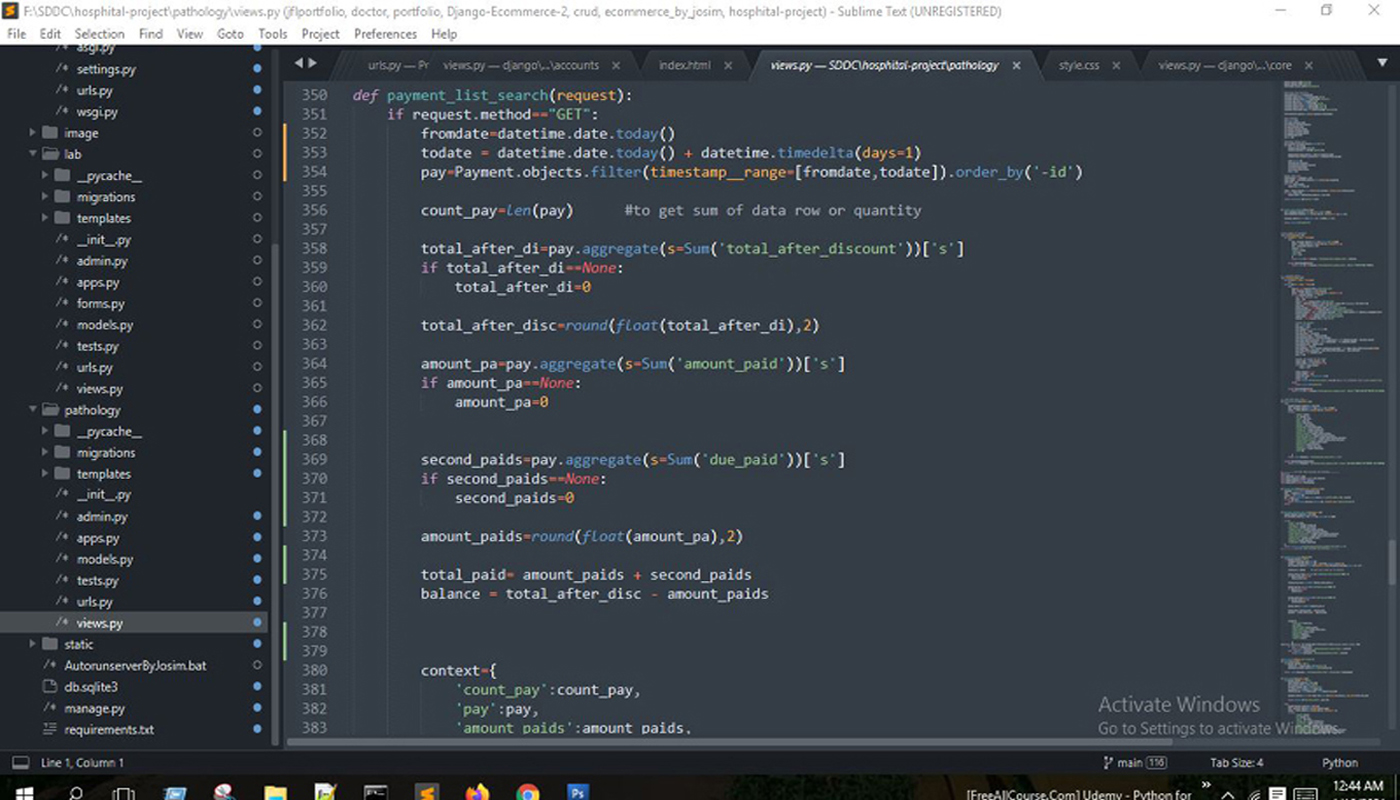 F:\SDDC\hosphital-project\pathology\views.py (jflportfolio, doctor, portfolio, Django-Ecommerce-2, crud, ecommerce_by_josim, hosphital-project) - Sublime Text (UNREGISTERED)
File Edit Selection Find View Goto Tools Project Preferences Help
urls.py — Pr views.py — django\...\accounts × index.html × views.py — SDDC\hosphital-project\pathology × style.css × views.py — django\...\core ×
/* asgi.py
/* settings.py
/* urls.py
/* wsgi.py
image
lab
__pycache__
migrations
templates
/* __init__.py
/* admin.py
/* apps.py
/* forms.py
/* models.py
/* tests.py
/* urls.py
/* views.py
pathology
__pycache__
migrations
templates
/* __init__.py
/* admin.py
/* apps.py
/* models.py
/* tests.py
/* urls.py
/* views.py
static
/* AutorunserverByJosim.bat
db.sqlite3
/* manage.py
requirements.txt
350 def payment_list_search(request):
351 if request.method=="GET":
352 fromdate=datetime.date.today()
353 todate = datetime.date.today() + datetime.timedelta(days=1)
354 pay=Payment.objects.filter(timestamp__range=[fromdate,todate]).order_by('-id')
355
356 count_pay=len(pay) #to get sum of data row or quantity
357
358 total_after_di=pay.aggregate(s=Sum('total_after_discount'))['s']
359 if total_after_di==None:
360 total_after_di=0
361
362 total_after_disc=round(float(total_after_di),2)
363
364 amount_pa=pay.aggregate(s=Sum('amount_paid'))['s']
365 if amount_pa==None:
366 amount_pa=0
367
368
369 second_paids=pay.aggregate(s=Sum('due_paid'))['s']
370 if second_paids==None:
371 second_paids=0
372
373 amount_paids=round(float(amount_pa),2)
374
375 total_paid= amount_paids + second_paids
376 balance = total_after_disc - amount_paids
377
378
379
380 context={
381 'count_pay':count_pay,
382 'pay':pay,
383 'amount_paids':amount_paids,
Activate Windows
Go to Settings to activate Windows.
Line 1, Column 1 main 116 Tab Size: 4 Python
Ps [FreeAllCourse.Com] Udemy - Python for » 12:44 AM